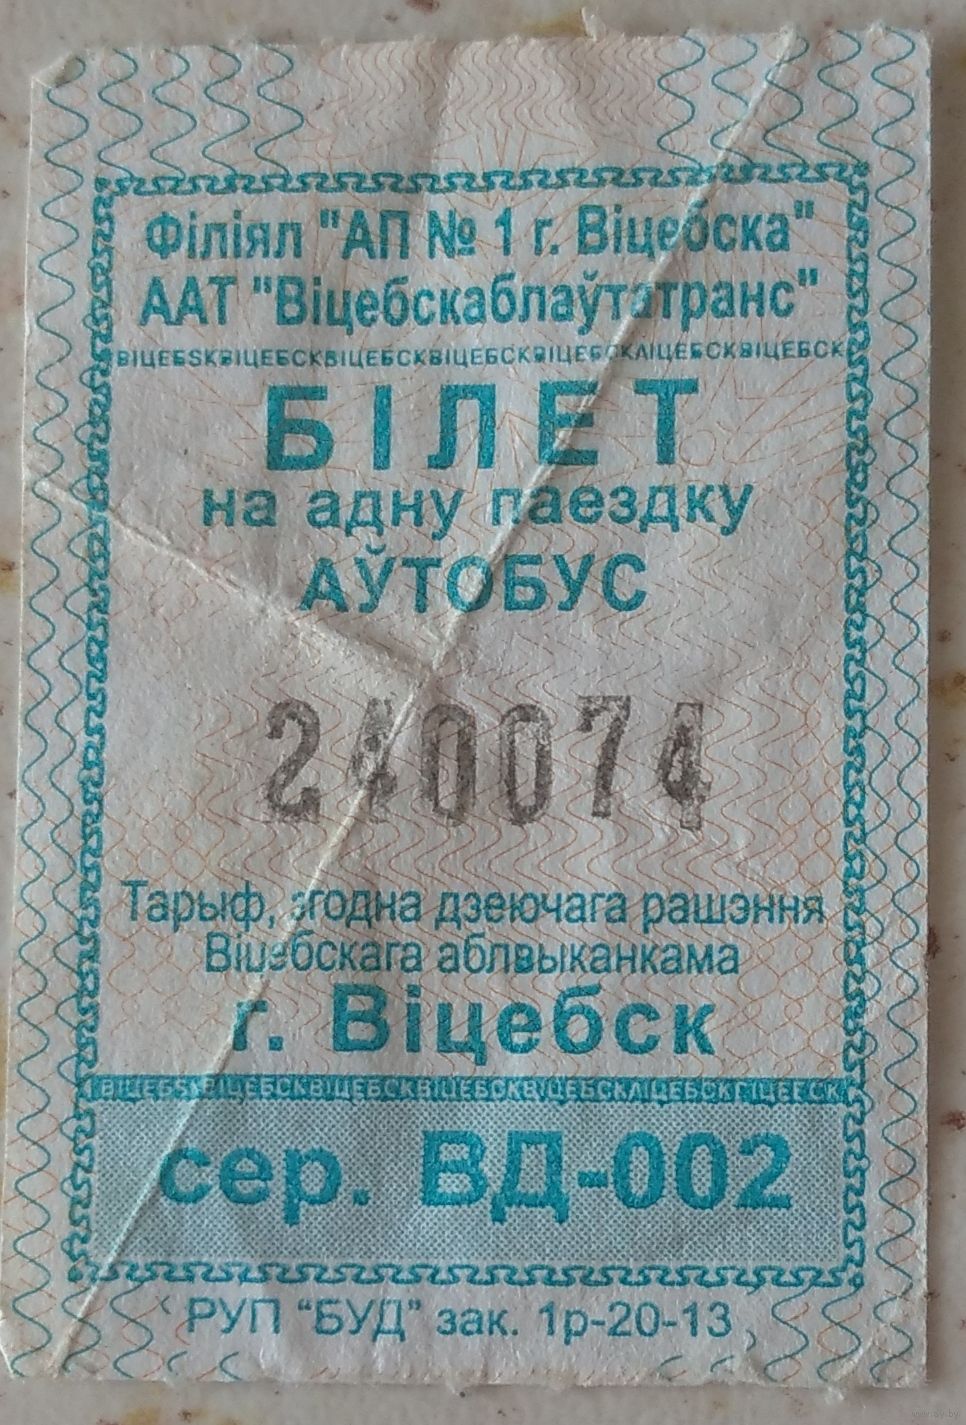 Філіял "АП № 1 г. Віцебска"
ААТ "Віцебскаблаўтатранс"
БІЛЕТ
на адну паездку
АЎТОБУС
240074
Тарыф, згодна дзеючага рашэння
Віцебскага аблвыканкама
г. Віцебск
сер. ВД-002
РУП "БУД" зак. 1р-20-13